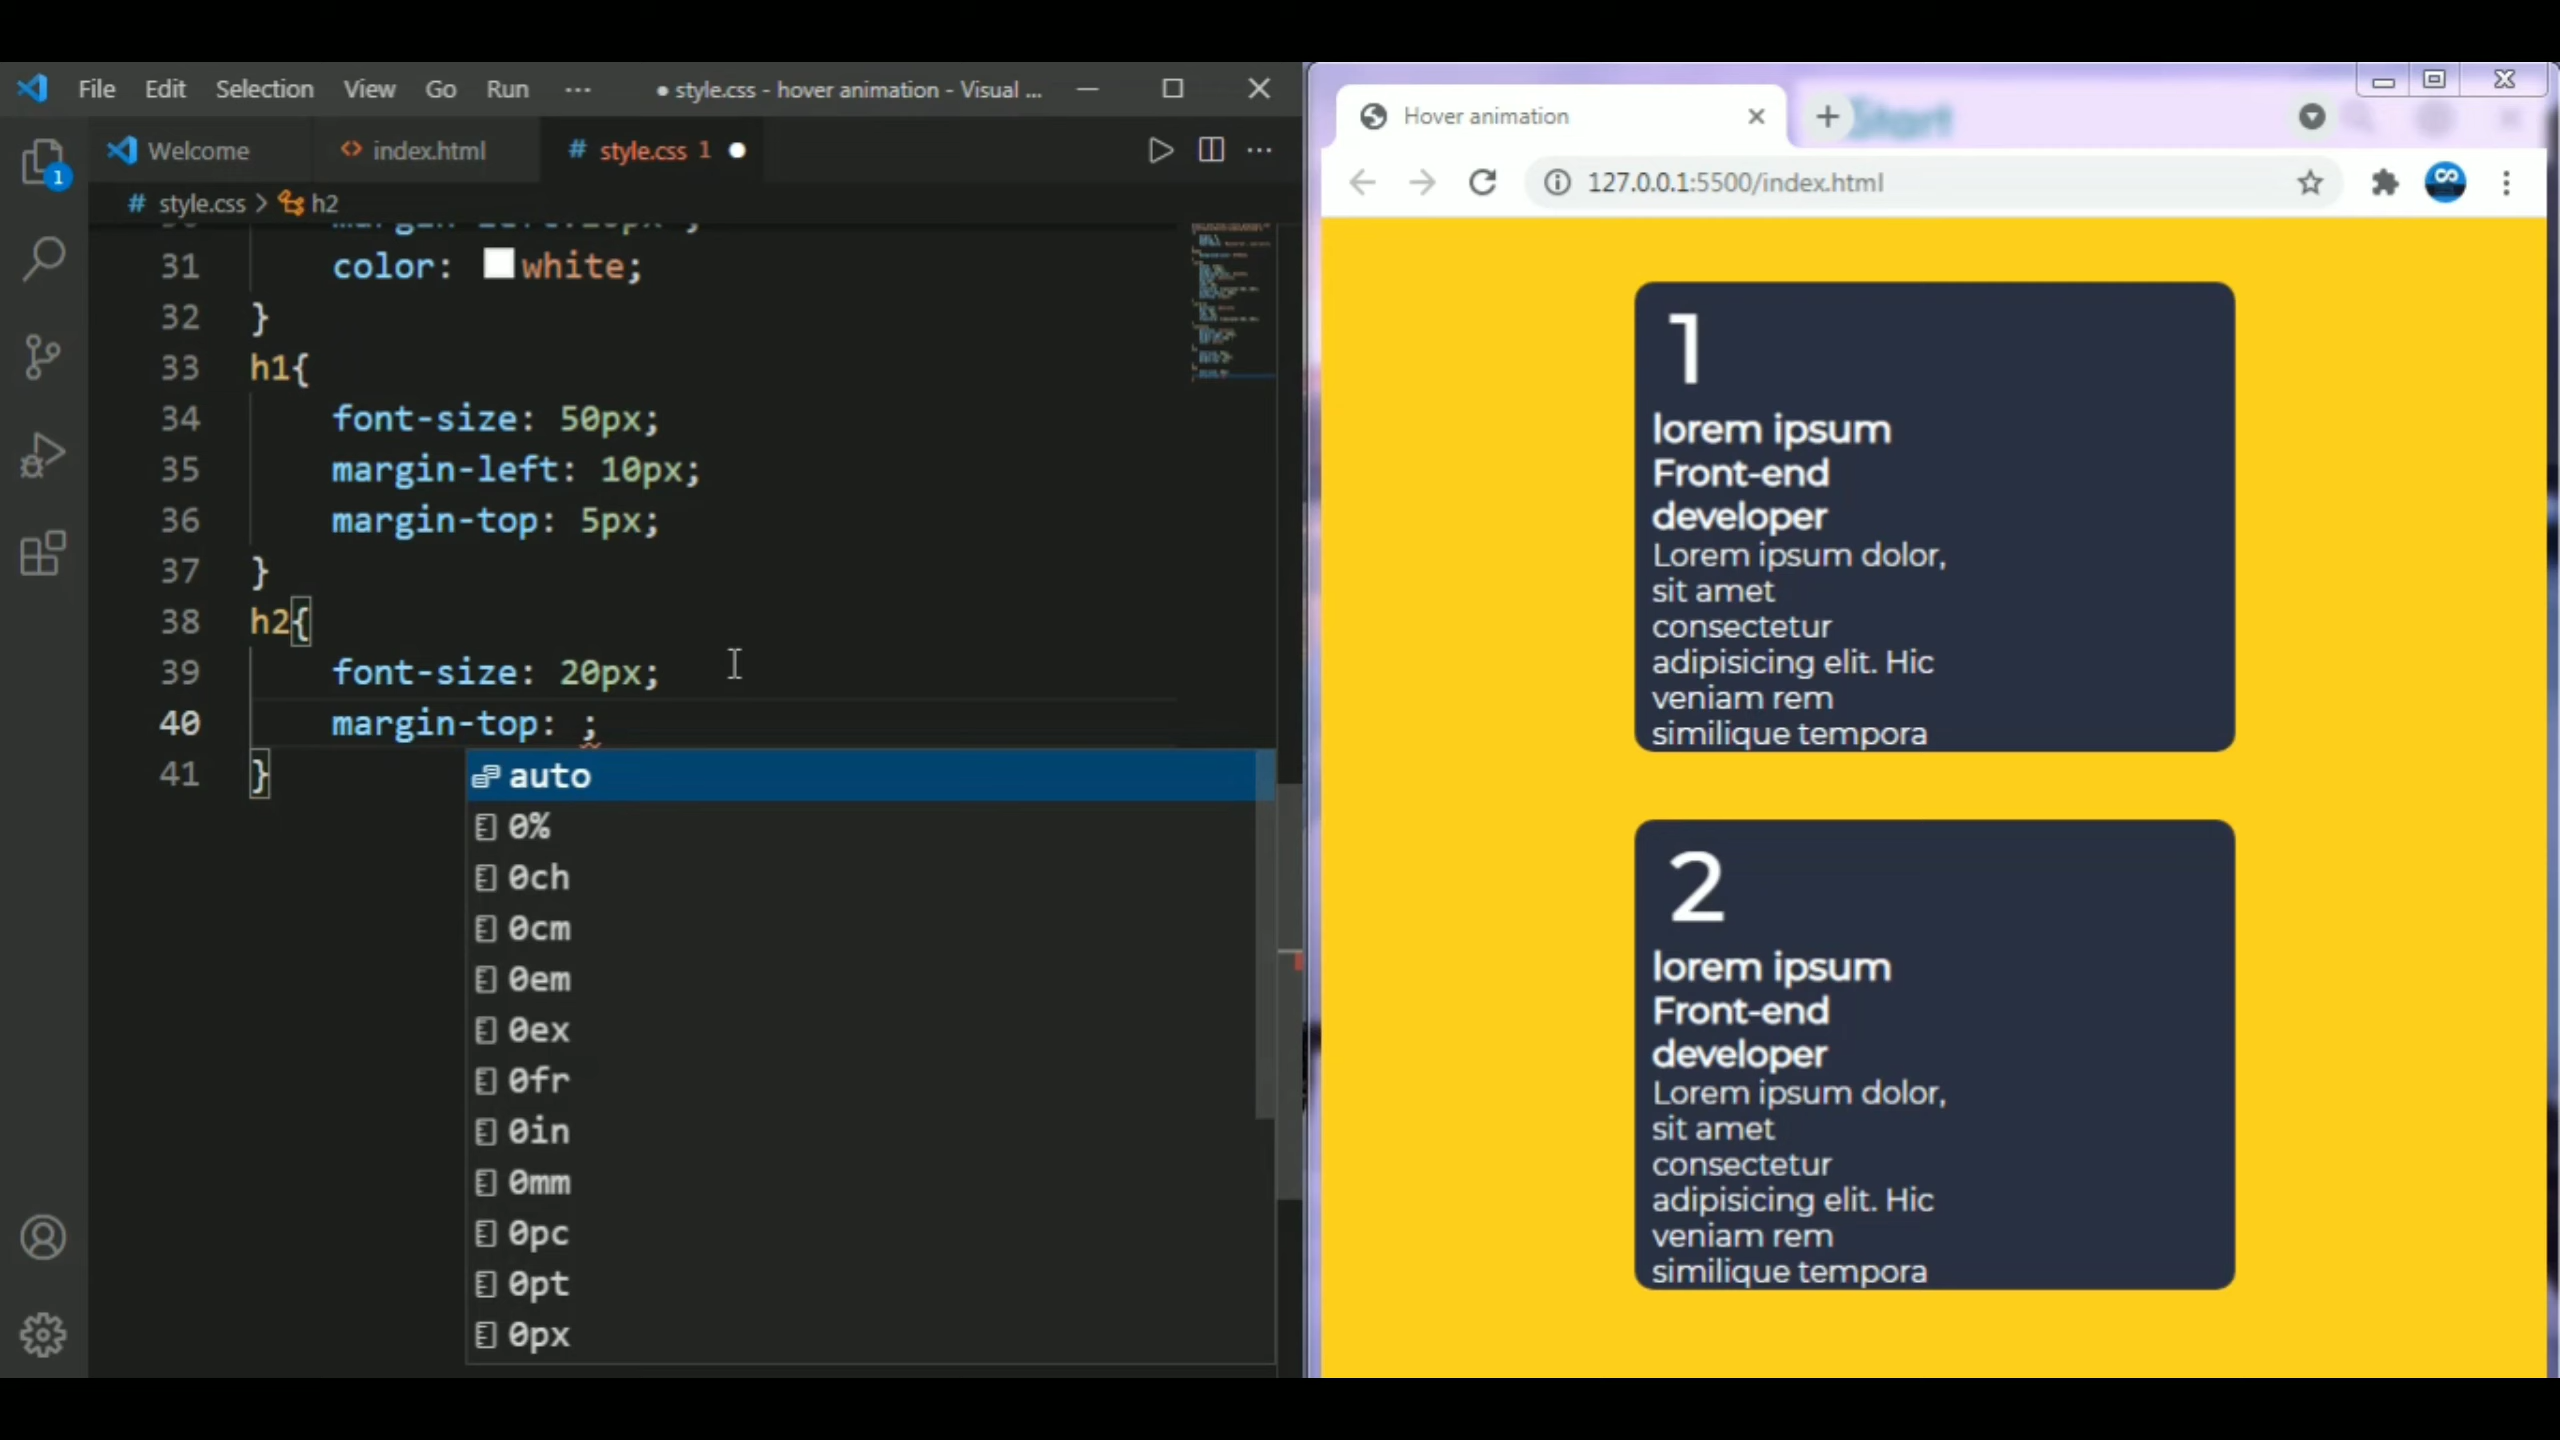 File Edit Selection View Go Run ··· ● style.css - hover animation - Visual ...
Welcome index.html # style.css 1
# style.css > h2
1
31 color: white;
32 }
33 h1{
34 font-size: 50px;
35 margin-left: 10px;
36 margin-top: 5px;
37 }
38 h2{
39 font-size: 20px;
40 margin-top: ;
41 }
auto
0%
0ch
0cm
0em
0ex
0fr
0in
0mm
0pc
0pt
0px
Hover animation
Start
127.0.0.1:5500/index.html
1
lorem ipsum
Front-end
developer
Lorem ipsum dolor,
sit amet
consectetur
adipisicing elit. Hic
veniam rem
similique tempora
2
lorem ipsum
Front-end
developer
Lorem ipsum dolor,
sit amet
consectetur
adipisicing elit. Hic
veniam rem
similique tempora